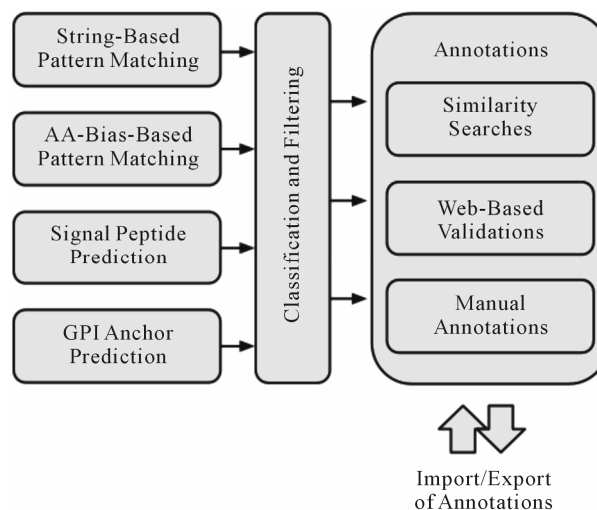 String-Based
Pattern Matching
AA-Bias-Based
Pattern Matching
Signal Peptide
Prediction
GPI Anchor
Prediction
Classification and Filtering
Annotations
Similarity
Searches
Web-Based
Validations
Manual
Annotations
Import/Export
of Annotations